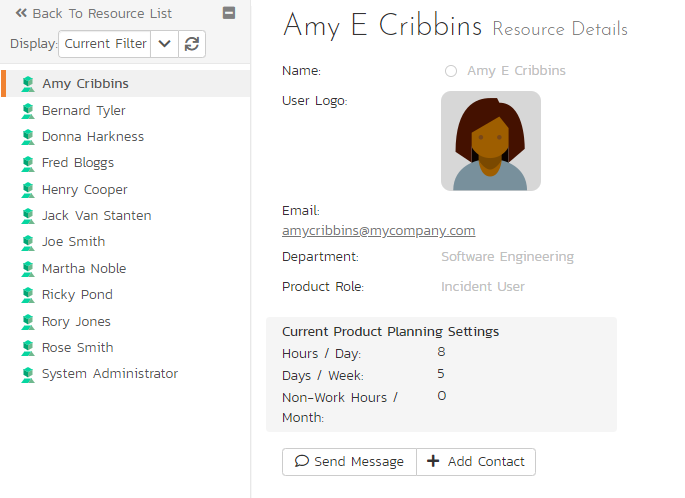 Back To Resource List
Display: Current Filter
Amy Cribbins
Bernard Tyler
Donna Harkness
Fred Bloggs
Henry Cooper
Jack Van Stanten
Joe Smith
Martha Noble
Ricky Pond
Rory Jones
Rose Smith
System Administrator
Amy E Cribbins Resource Details
Name: Amy E Cribbins
User Logo:
Email:
amycribbins@mycompany.com
Department: Software Engineering
Product Role: Incident User
Current Product Planning Settings
Hours / Day: 8
Days / Week: 5
Non-Work Hours / 0
Month:
Send Message Add Contact